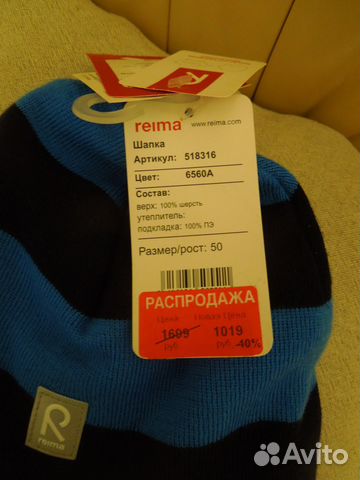 reima® www.reima.com
Шапка
Артикул: 518316
Цвет: 6560A
Состав:
верх: 100% шерсть
утеплитель:
подкладка: 100% ПЭ
Размер/рост: 50
РАСПРОДАЖА
Цена Новая Цена
1699 1019
руб. руб. -40%
R
reima
Avito